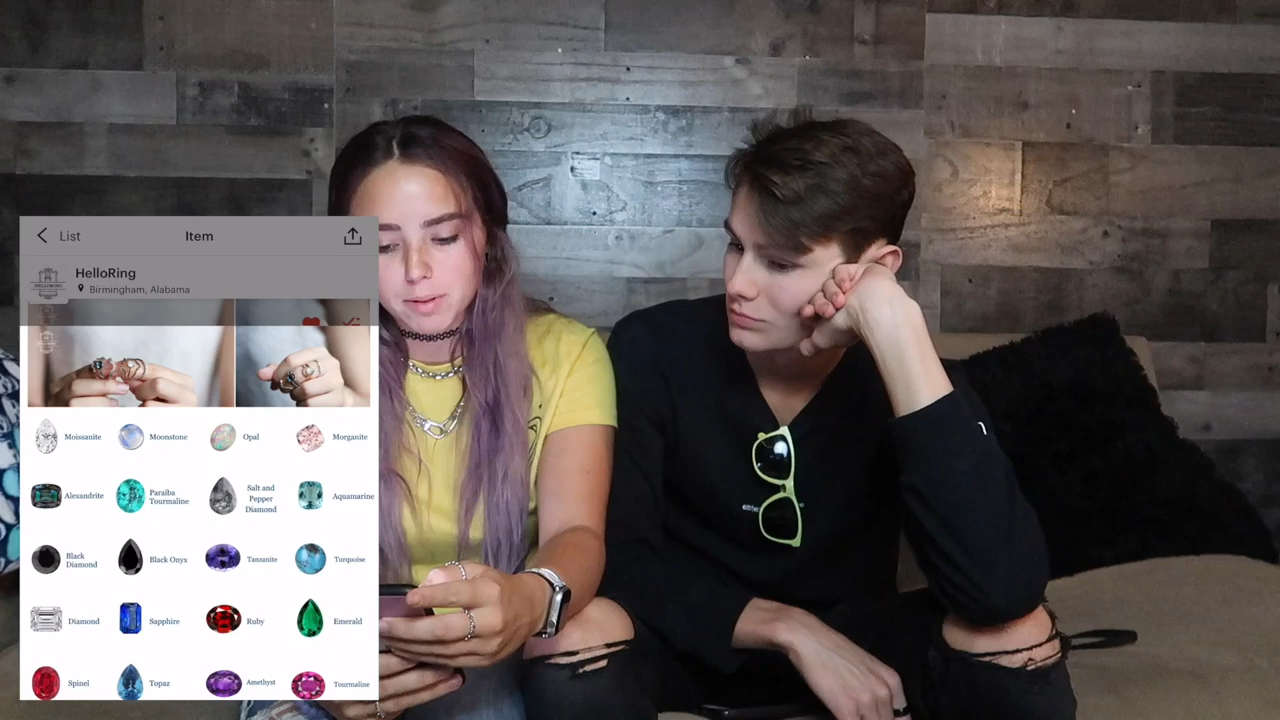 List
Item
HelloRing
Birmingham, Alabama
HELLORING
Moissanite
Moonstone
Opal
Morganite
Alexandrite
Paraiba
Tourmaline
Salt and
Pepper
Diamond
Aquamarine
Black
Diamond
Black Onyx
Tanzanite
Turquoise
Diamond
Sapphire
Ruby
Emerald
Spinel
Topaz
Amethyst
Tourmaline